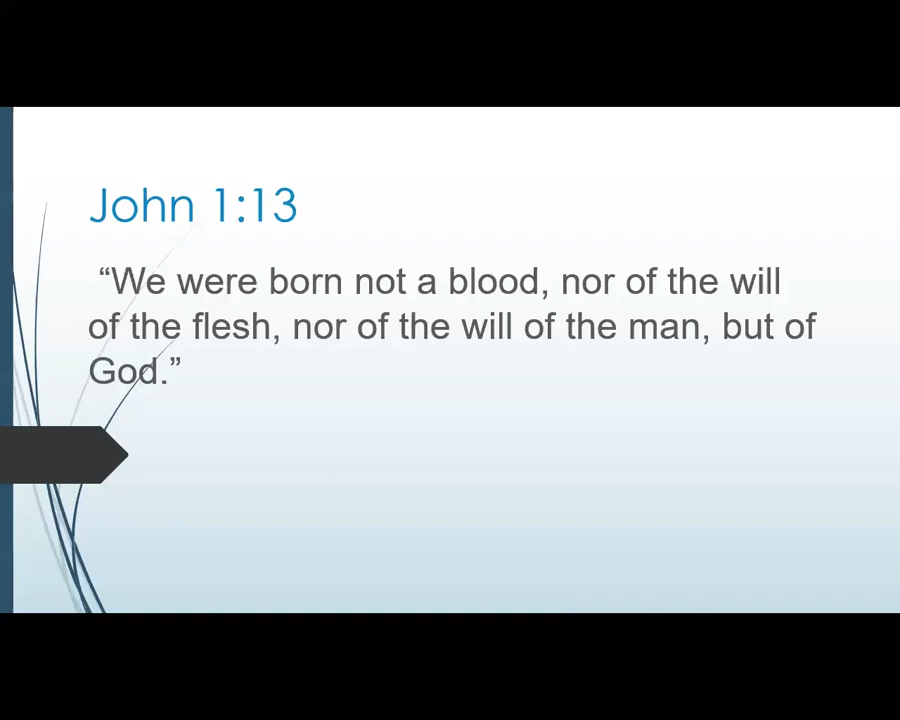 John 1:13
“We were born not a blood, nor of the will
of the flesh, nor of the will of the man, but of
God.”